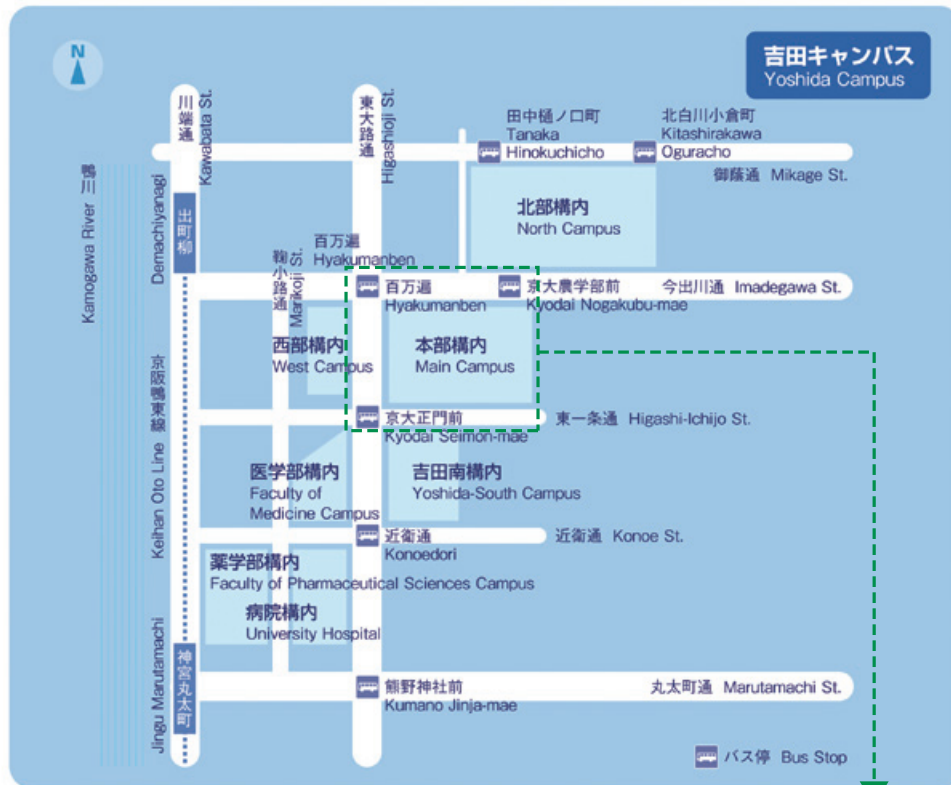 吉田キャンパス
Yoshida Campus
N
川端通
Kawabata St.
東大路通
Higashioji St.
田中樋ノ口町
Tanaka
Hinokuchicho
北白川小倉町
Kitashirakawa
Oguracho
御蔭通 Mikage St.
鴨川
Kamogawa River
出町柳
Demachiyanagi
北部構内
North Campus
百万遍
Hyakumanben
鞠小路通
Marikoji St.
百万遍
Hyakumanben
京大農学部前
Kyodai Nogakubu-mae
今出川通 Imadegawa St.
西部構内
West Campus
本部構内
Main Campus
京阪鴨東線
Keihan Oto Line
京大正門前
Kyodai Seimon-mae
東一条通 Higashi-Ichijo St.
医学部構内
Faculty of
Medicine Campus
吉田南構内
Yoshida-South Campus
近衛通
Konoedori
近衛通 Konoe St.
薬学部構内
Faculty of Pharmaceutical Sciences Campus
病院構内
University Hospital
神宮丸太町
Jingu Marutamachi
熊野神社前
Kumano Jinja-mae
丸太町通 Marutamachi St.
バス停 Bus Stop